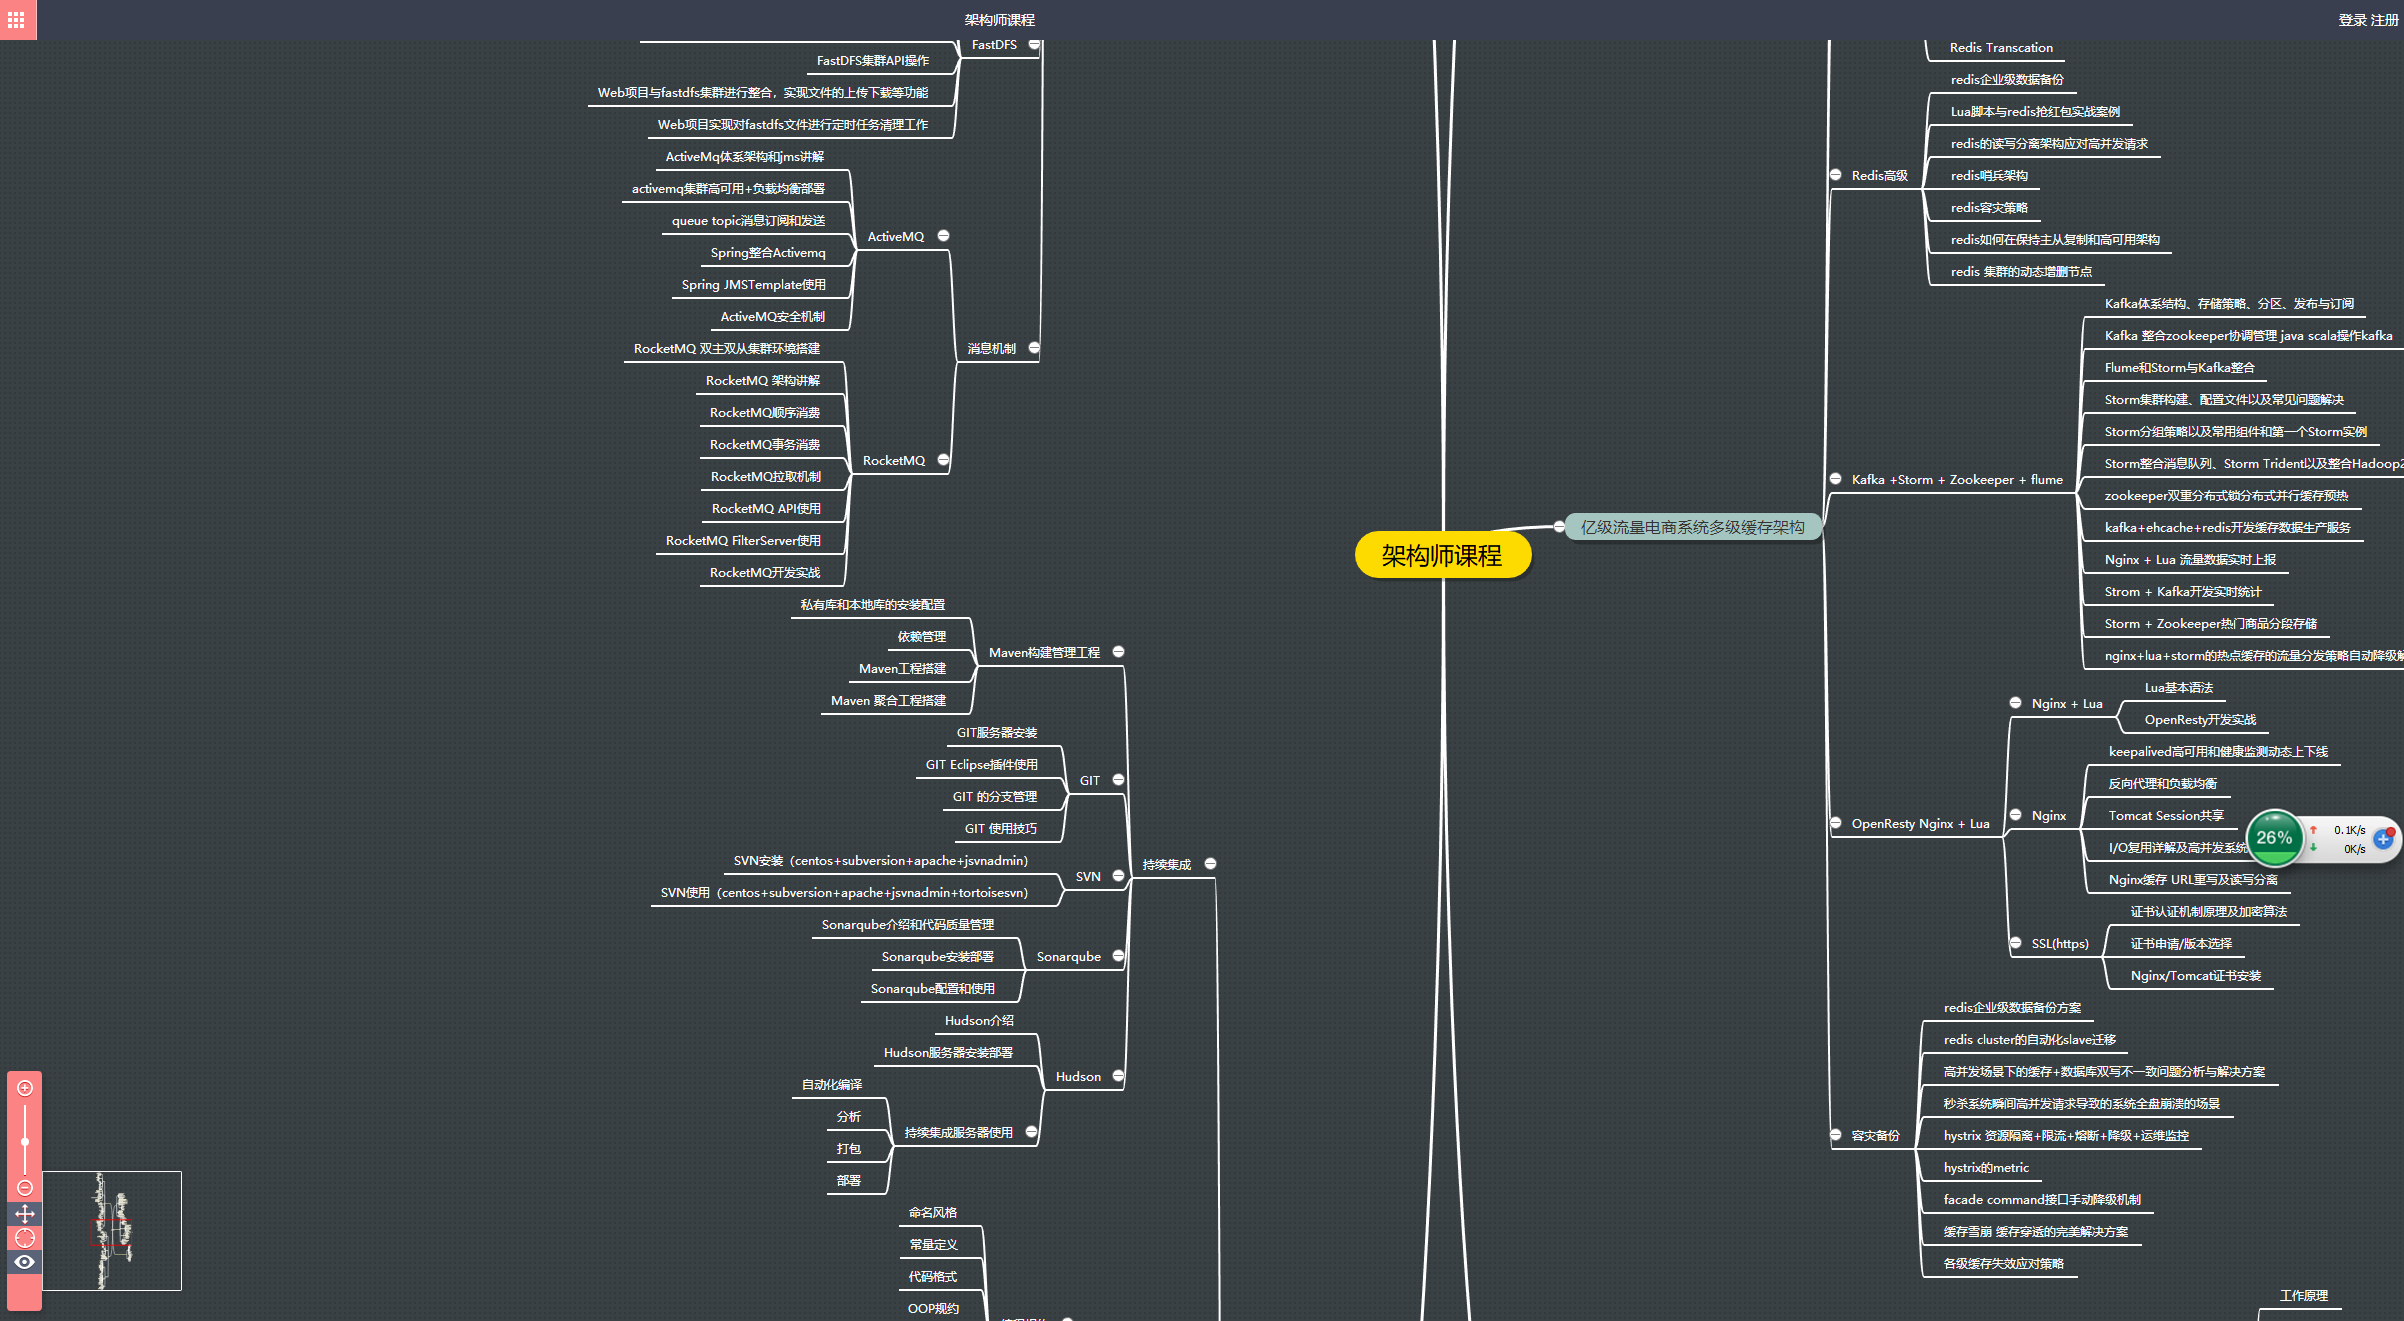 架构师课程
登录 注册
FastDFS
FastDFS集群API操作
Web项目与fastdfs集群进行整合，实现文件的上传下载等功能
Web项目实现对fastdfs文件进行定时任务清理工作
ActiveMq体系架构和jms讲解
activemq集群高可用+负载均衡部署
queue topic消息订阅和发送
ActiveMQ
Spring整合Activemq
Spring JMSTemplate使用
ActiveMQ安全机制
消息机制
RocketMQ 双主双从集群环境搭建
RocketMQ 架构讲解
RocketMQ顺序消费
RocketMQ事务消费
RocketMQ
RocketMQ拉取机制
RocketMQ API使用
RocketMQ FilterServer使用
RocketMQ开发实战
私有库和本地库的安装配置
依赖管理
Maven构建管理工程
Maven工程搭建
Maven 聚合工程搭建
GIT服务器安装
GIT Eclipse插件使用
GIT
GIT 的分支管理
GIT 使用技巧
SVN安装（centos+subversion+apache+jsvnadmin）
SVN
SVN使用（centos+subversion+apache+jsvnadmin+tortoisesvn）
持续集成
Sonarqube介绍和代码质量管理
Sonarqube安装部署
Sonarqube
Sonarqube配置和使用
Hudson介绍
Hudson服务器安装部署
Hudson
自动化编译
分析
持续集成服务器使用
打包
部署
命名风格
常量定义
代码格式
OOP规约
架构师课程
亿级流量电商系统多级缓存架构
Redis Transcation
redis企业级数据备份
Lua脚本与redis抢红包实战案例
redis的读写分离架构应对高并发请求
Redis高级
redis哨兵架构
redis容灾策略
redis如何在保持主从复制和高可用架构
redis 集群的动态增删节点
Kafka体系结构、存储策略、分区、发布与订阅
Kafka 整合zookeeper协调管理 java scala操作kafka
Flume和Storm与Kafka整合
Storm集群构建、配置文件以及常见问题解决
Storm分组策略以及常用组件和第一个Storm实例
Storm整合消息队列、Storm Trident以及整合Hadoop2
Kafka +Storm + Zookeeper + flume
zookeeper双重分布式锁分布式并行缓存预热
kafka+ehcache+redis开发缓存数据生产服务
Nginx + Lua 流量数据实时上报
Strom + Kafka开发实时统计
Storm + Zookeeper热门商品分段存储
nginx+lua+storm的热点缓存的流量分发策略自动降级解
Lua基本语法
Nginx + Lua
OpenResty开发实战
keepalived高可用和健康监测动态上下线
反向代理和负载均衡
Nginx
Tomcat Session共享
OpenResty Nginx + Lua
I/O复用详解及高并发系统
Nginx缓存 URL重写及读写分离
26%
0.1K/s
0K/s
证书认证机制原理及加密算法
SSL(https)
证书申请/版本选择
Nginx/Tomcat证书安装
redis企业级数据备份方案
redis cluster的自动化slave迁移
高并发场景下的缓存+数据库双写不一致问题分析与解决方案
秒杀系统瞬间高并发请求导致的系统全盘崩溃的场景
容灾备份
hystrix 资源隔离+限流+熔断+降级+运维监控
hystrix的metric
facade command接口手动降级机制
缓存雪崩 缓存穿透的完美解决方案
各级缓存失效应对策略
工作原理